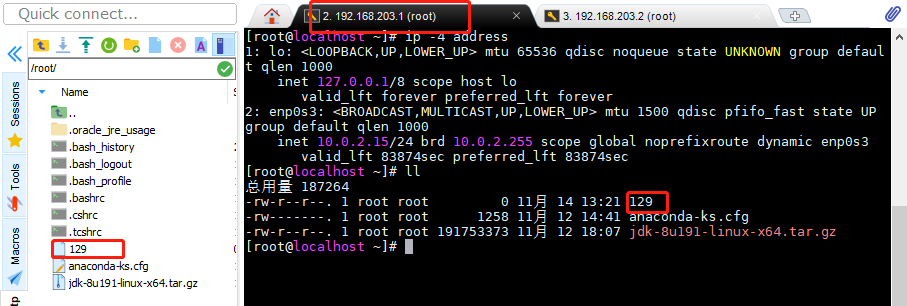 Quick connect...
2. 192.168.203.1 (root)
3. 192.168.203.2 (root)
/root/
Name
..
.oracle_jre_usage
.bash_history
.bash_logout
.bash_profile
.bashrc
.cshrc
.tcshrc
129
anaconda-ks.cfg
jdk-8u191-linux-x64.tar.gz
Sessions
Tools
Macros
[root@localhost ~]# ip -4 address
1: lo: <LOOPBACK,UP,LOWER_UP> mtu 65536 qdisc noqueue state UNKNOWN group defaul
t qlen 1000
inet 127.0.0.1/8 scope host lo
valid_lft forever preferred_lft forever
2: enp0s3: <BROADCAST,MULTICAST,UP,LOWER_UP> mtu 1500 qdisc pfifo_fast state UP
group default qlen 1000
inet 10.0.2.15/24 brd 10.0.2.255 scope global noprefixroute dynamic enp0s3
valid_lft 83874sec preferred_lft 83874sec
[root@localhost ~]# ll
总用量 187264
-rw-r--r--. 1 root root 0 11月 14 13:21 129
-rw-------. 1 root root 1258 11月 12 14:41 anaconda-ks.cfg
-rw-r--r--. 1 root root 191753373 11月 12 18:07 jdk-8u191-linux-x64.tar.gz
[root@localhost ~]#